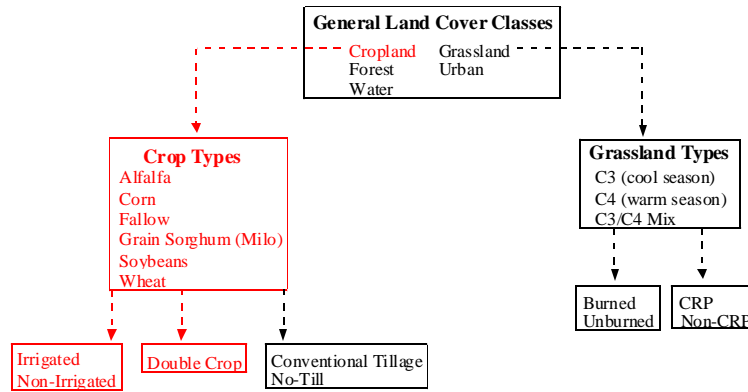 General Land Cover Classes
Cropland Grassland
Forest Urban
Water
Crop Types
Alfalfa
Corn
Fallow
Grain Sorghum (Milo)
Soybeans
Wheat
Grassland Types
C3 (cool season)
C4 (warm season)
C3/C4 Mix
Irrigated
Non-Irrigated
Double Crop
Conventional Tillage
No-Till
Burned
Unburned
CRP
Non-CRP